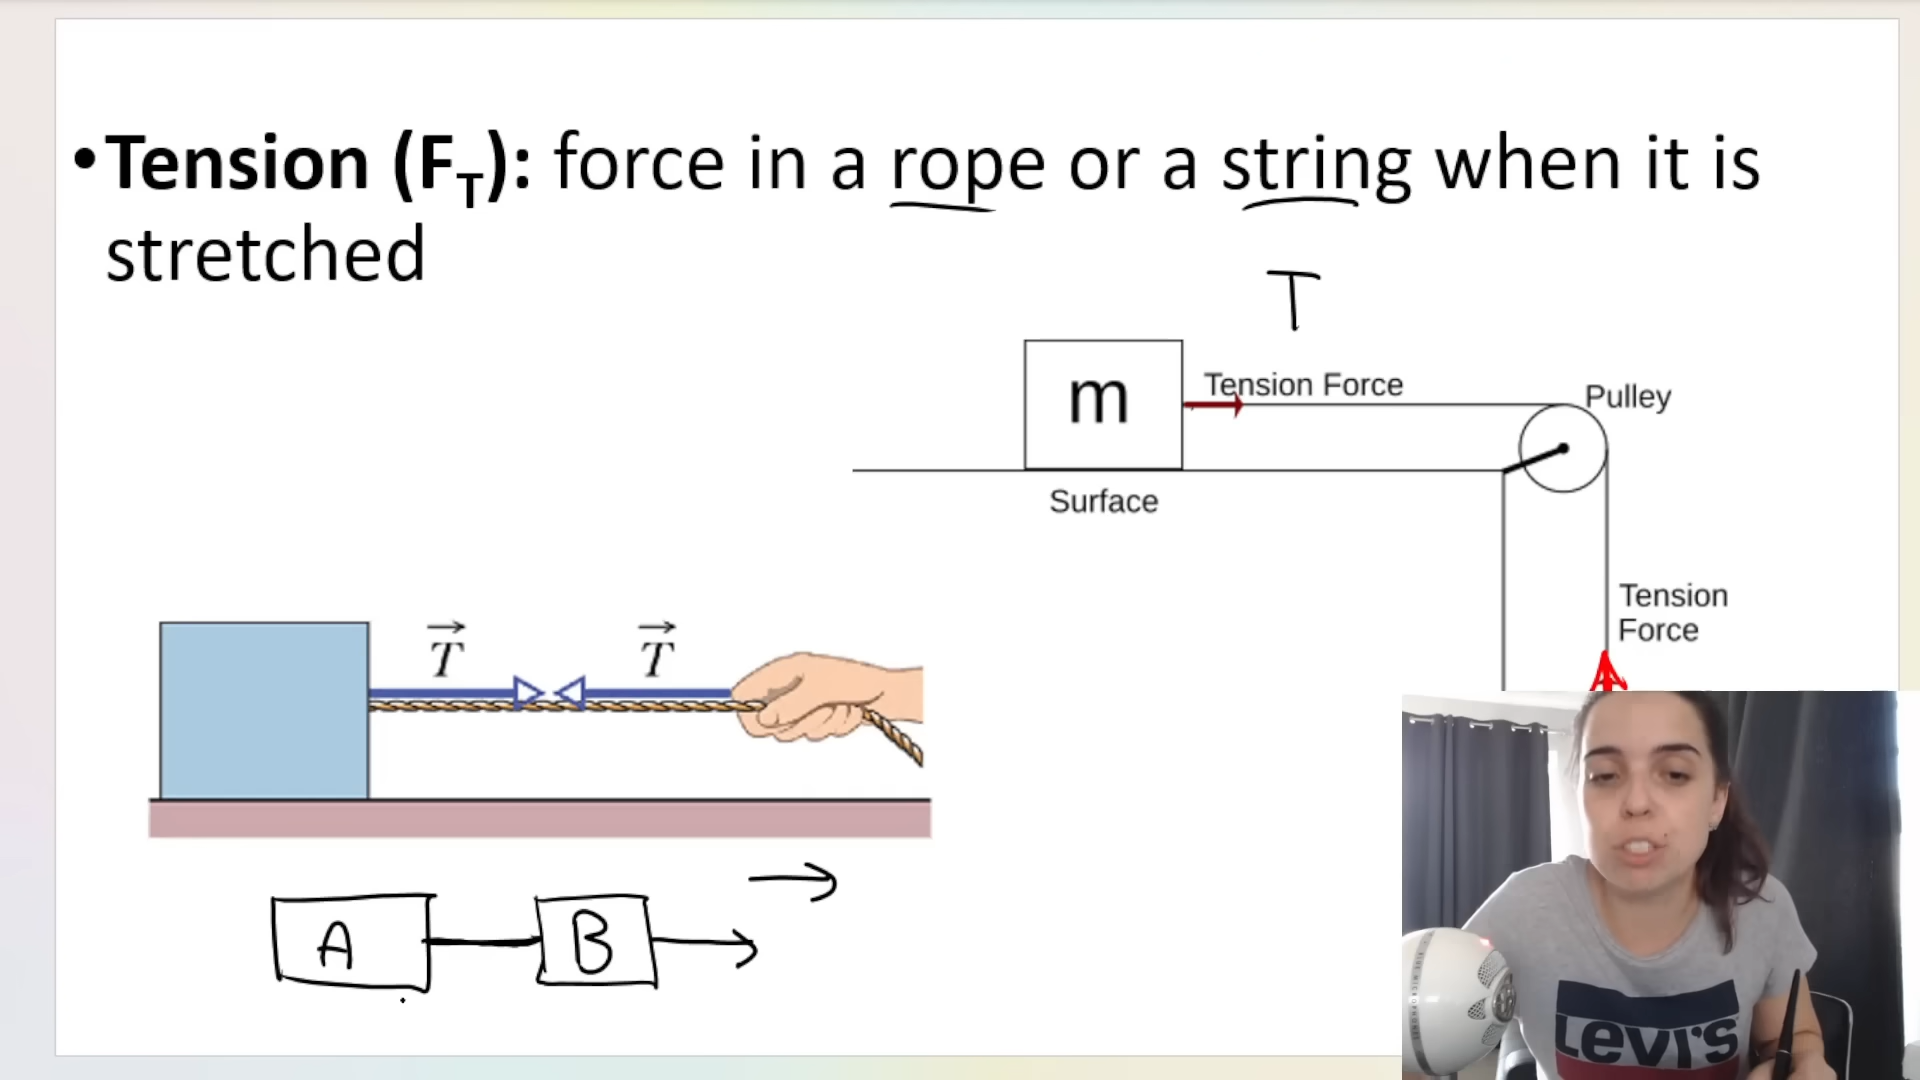 •Tension (F_T): force in a rope or a string when it is
stretched
T
m
Tension Force
Pulley
Surface
Tension
Force
T
T
A
B
LEVI'S